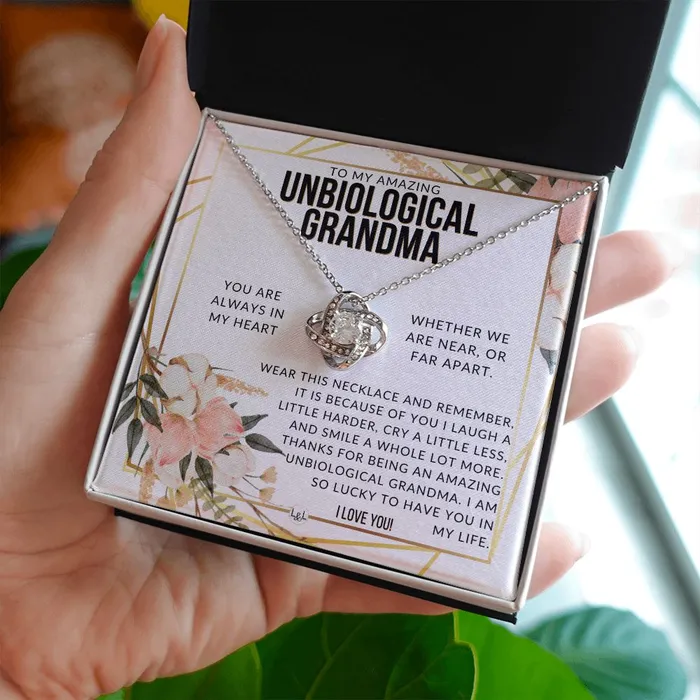 TO MY AMAZING
UNBIOLOGICAL
GRANDMA
YOU ARE
ALWAYS IN
MY HEART
WHETHER WE
ARE NEAR, OR
FAR APART.
WEAR THIS NECKLACE AND REMEMBER.
IT IS BECAUSE OF YOU I LAUGH A
LITTLE HARDER, CRY A LITTLE LESS,
AND SMILE A WHOLE LOT MORE.
THANKS FOR BEING AN AMAZING
UNBIOLOGICAL GRANDMA. I AM
SO LUCKY TO HAVE YOU IN
MY LIFE.
I LOVE YOU!
L&L